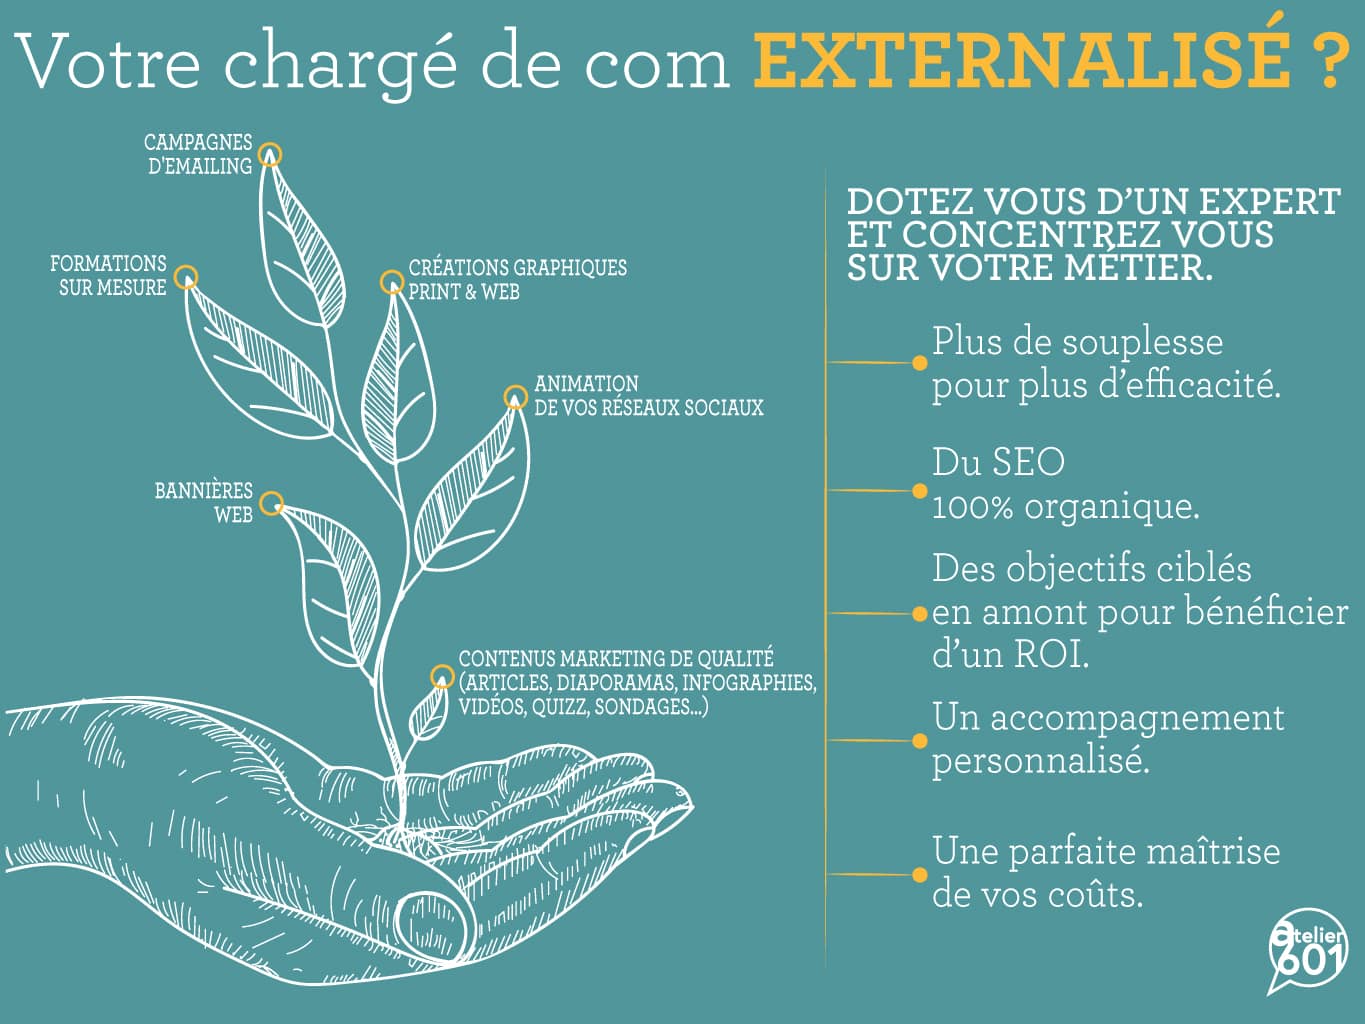 Votre chargé de com EXTERNALISÉ ?
CAMPAGNES
D'EMAILING
FORMATIONS
SUR MESURE
CRÉATIONS GRAPHIQUES
PRINT & WEB
ANIMATION
DE VOS RÉSEAUX SOCIAUX
BANNIÈRES
WEB
CONTENUS MARKETING DE QUALITÉ
(ARTICLES, DIAPORAMAS, INFOGRAPHIES,
VIDÉOS, QUIZZ, SONDAGES...)
DOTEZ VOUS D'UN EXPERT
ET CONCENTREZ VOUS
SUR VOTRE MÉTIER.
Plus de souplesse
pour plus d'efficacité.
Du SEO
100% organique.
Des objectifs ciblés
en amont pour bénéficier
d'un ROI.
Un accompagnement
personnalisé.
Une parfaite maîtrise
de vos coûts.
atelier
601